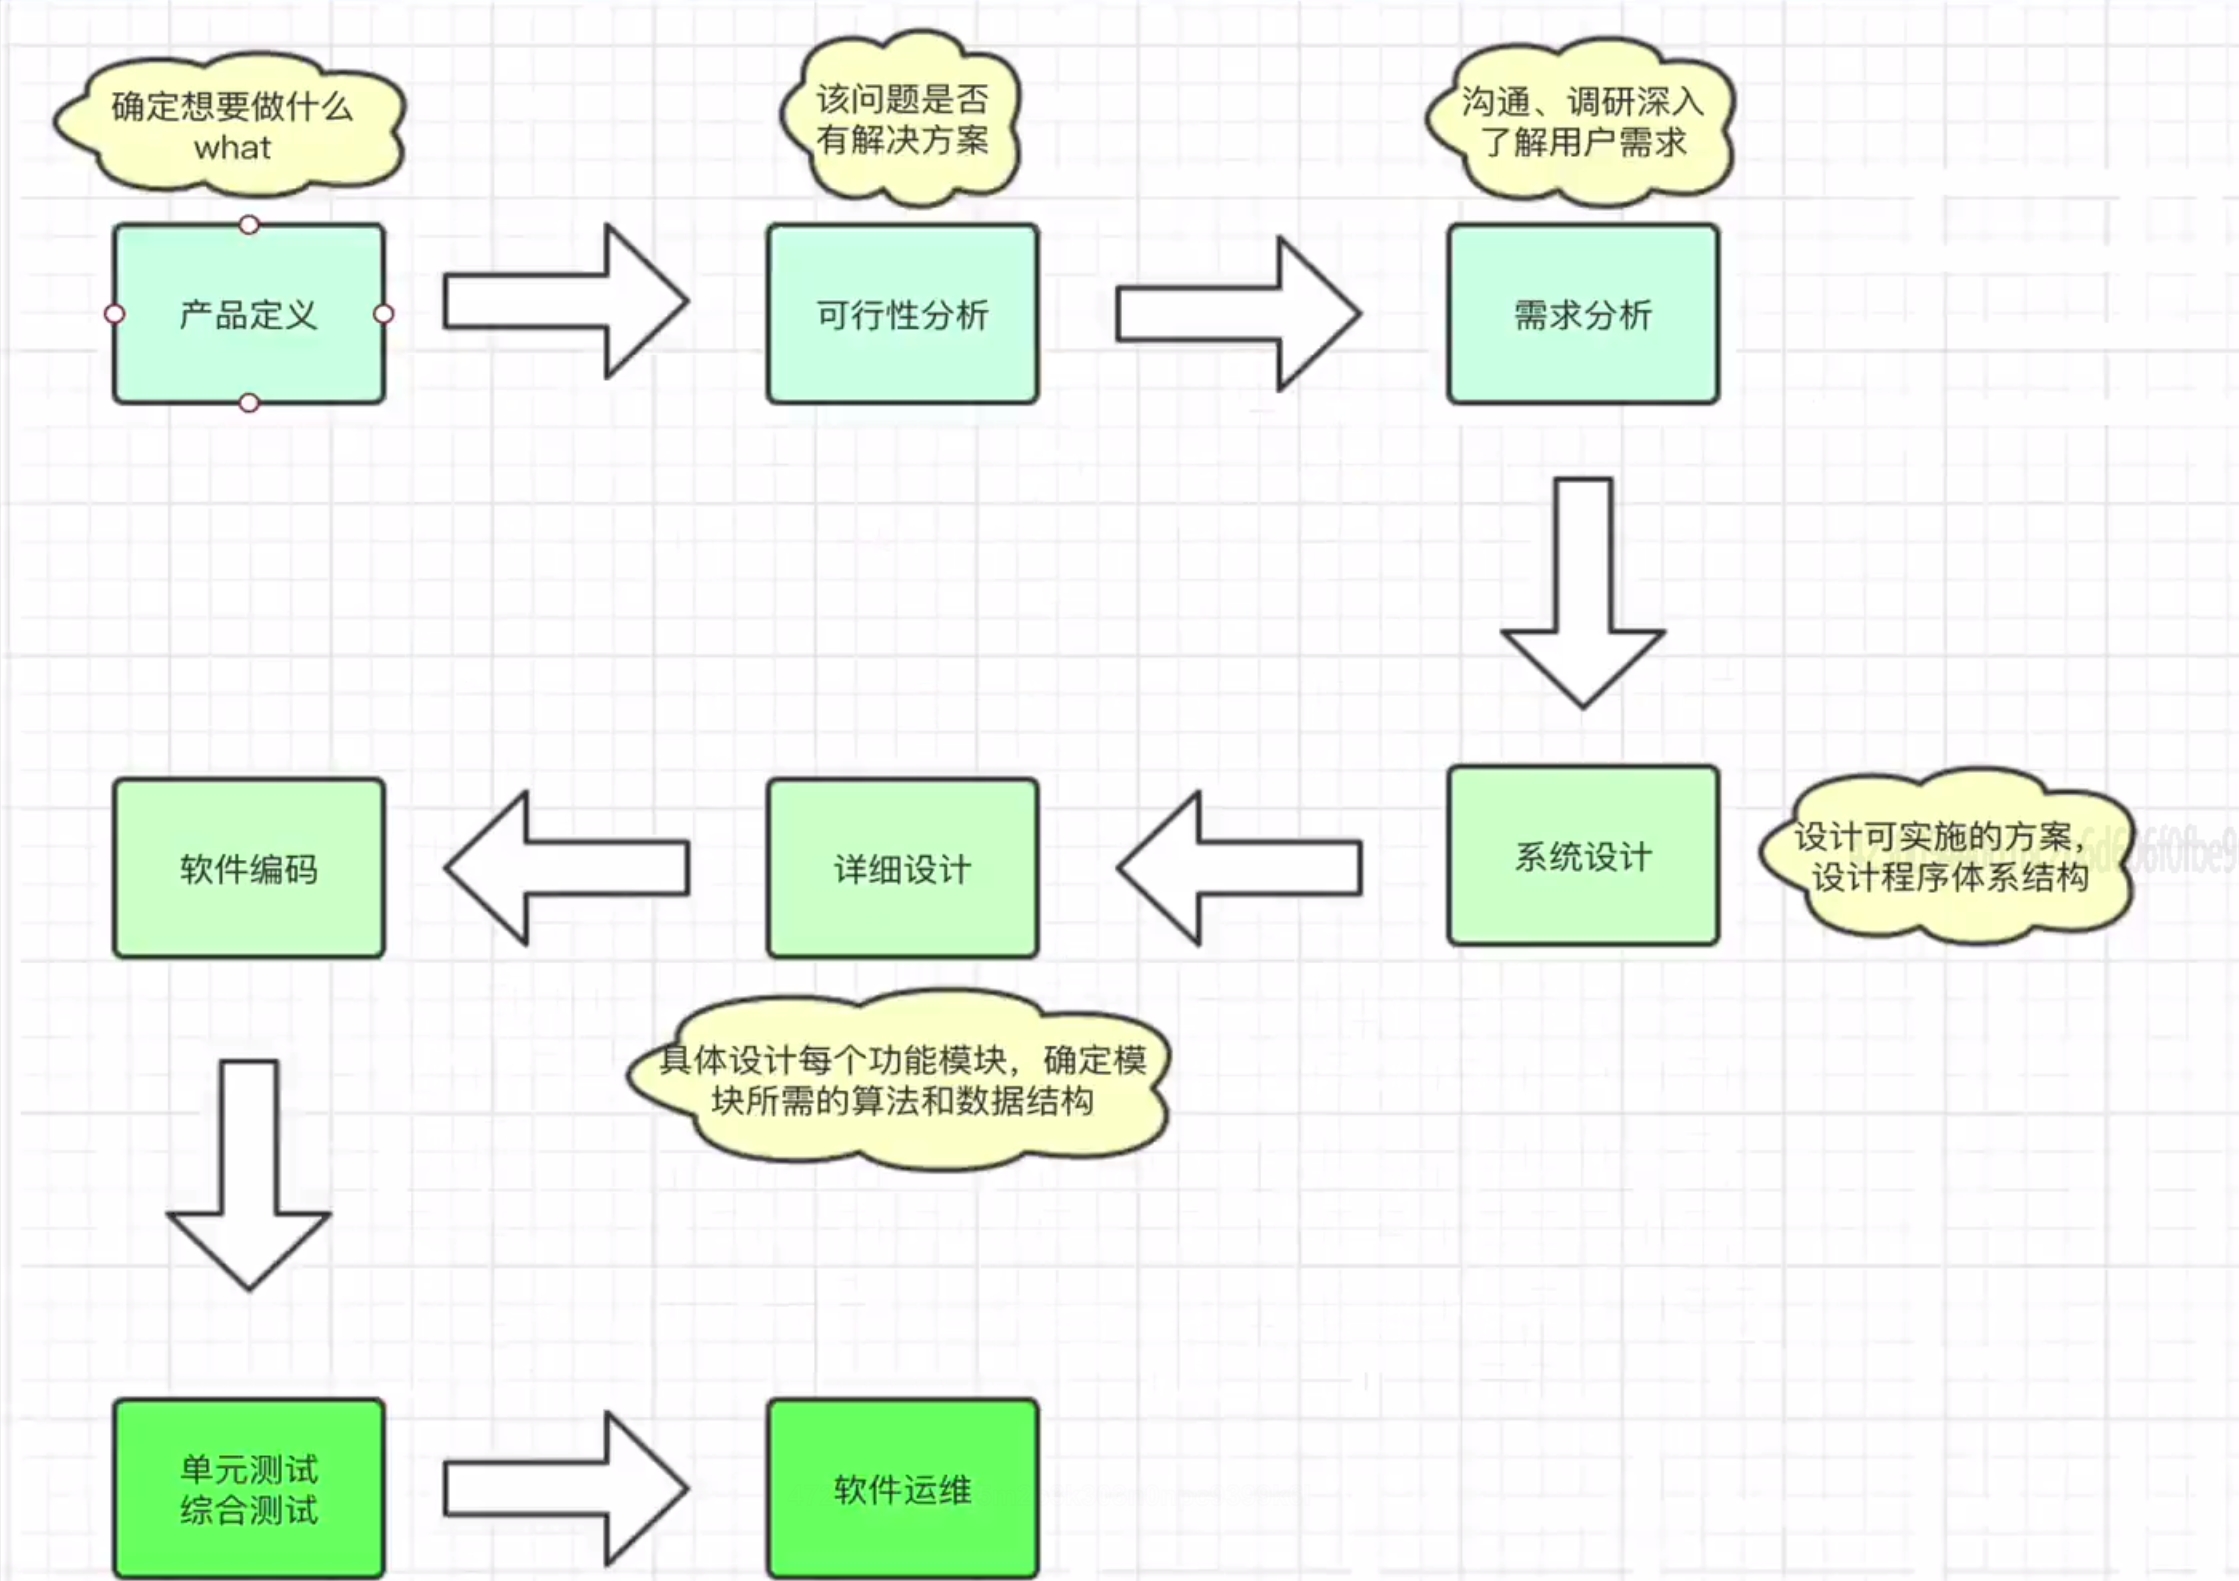 确定想要做什么
what
该问题是否
有解决方案
沟通、调研深入
了解用户需求
产品定义
可行性分析
需求分析
软件编码
详细设计
系统设计
设计可实施的方案，
设计程序体系结构
具体设计每个功能模块，确定模
块所需的算法和数据结构
单元测试
综合测试
软件运维